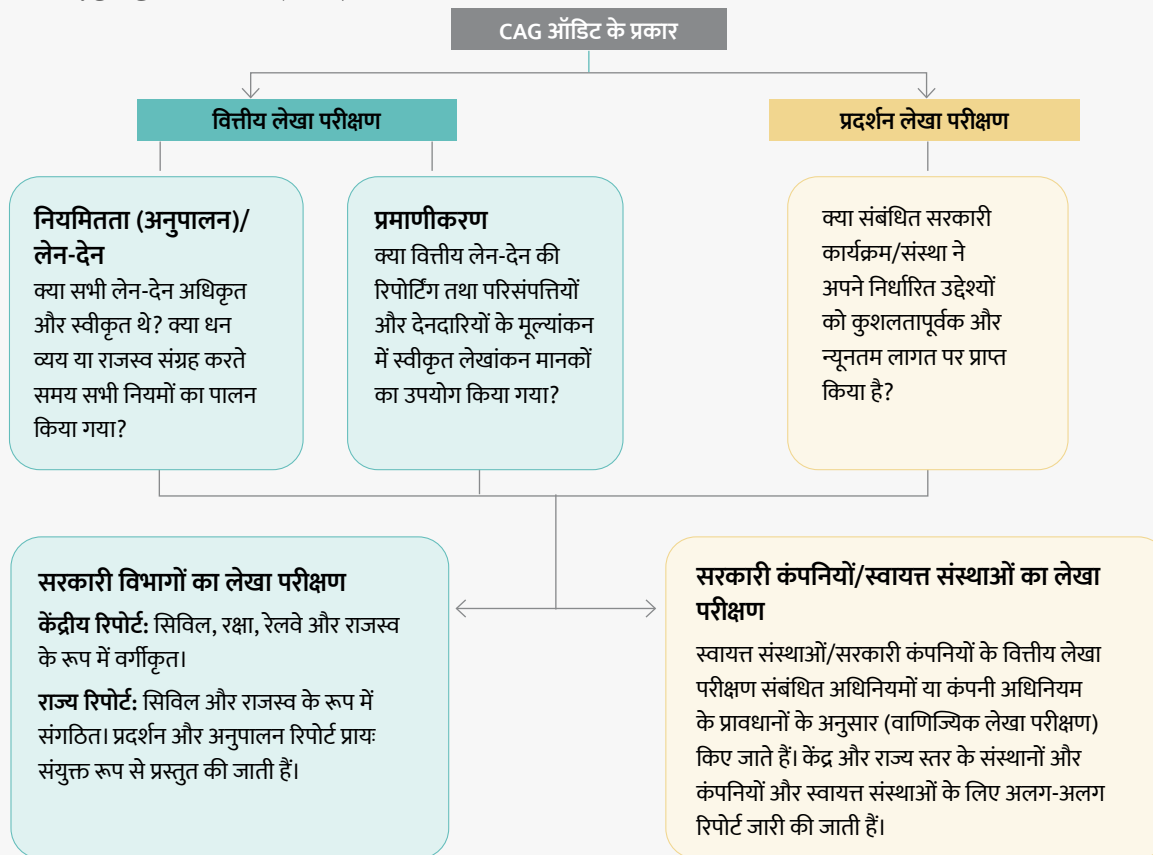 CAG ऑडिट के प्रकार
वित्तीय लेखा परीक्षण
प्रदर्शन लेखा परीक्षण
नियमितता (अनुपालन)/
लेन-देन
क्या सभी लेन-देन अधिकृत
और स्वीकृत थे? क्या धन
व्यय या राजस्व संग्रह करते
समय सभी नियमों का पालन
किया गया?
प्रमाणीकरण
क्या वित्तीय लेन-देन की
रिपोर्टिंग तथा परिसंपत्तियों
और देनदारियों के मूल्यांकन
में स्वीकृत लेखांकन मानकों
का उपयोग किया गया?
क्या संबंधित सरकारी
कार्यक्रम/संस्था ने
अपने निर्धारित उद्देश्यों
को कुशलतापूर्वक और
न्यूनतम लागत पर प्राप्त
किया है?
सरकारी विभागों का लेखा परीक्षण
केंद्रीय रिपोर्ट: सिविल, रक्षा, रेलवे और राजस्व
के रूप में वर्गीकृत।
राज्य रिपोर्ट: सिविल और राजस्व के रूप में
संगठित। प्रदर्शन और अनुपालन रिपोर्ट प्रायः
संयुक्त रूप से प्रस्तुत की जाती हैं।
सरकारी कंपनियों/स्वायत्त संस्थाओं का लेखा
परीक्षण
स्वायत्त संस्थाओं/सरकारी कंपनियों के वित्तीय लेखा
परीक्षण संबंधित अधिनियमों या कंपनी अधिनियम
के प्रावधानों के अनुसार (वाणिज्यिक लेखा परीक्षण)
किए जाते हैं। केंद्र और राज्य स्तर के संस्थानों और
कंपनियों और स्वायत्त संस्थाओं के लिए अलग-अलग
रिपोर्ट जारी की जाती हैं।